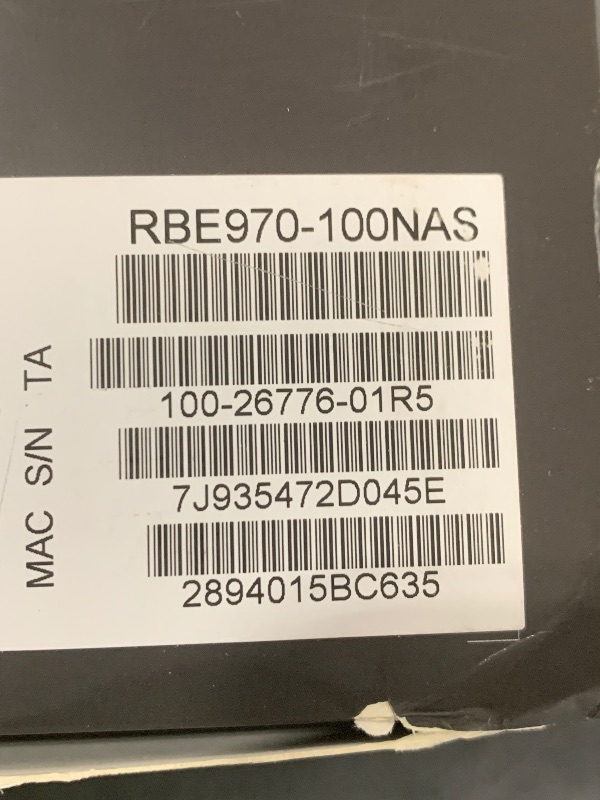 RBE970-100NAS
TA
100-26776-01R5
S/N
7J935472D045E
MAC
2894015BC635